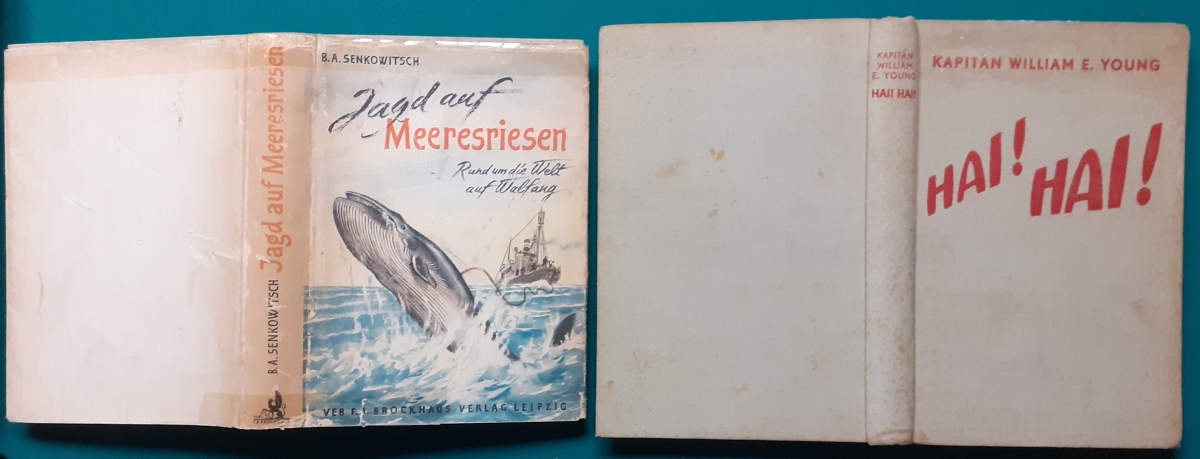 B. A. SENKOWITSCH
Jagd auf Meeresriesen
B. A. SENKOWITSCH
Jagd auf
Meeresriesen
Rund um die Welt
auf Walfang
VEB F. A. BROCKHAUS VERLAG LEIPZIG
KAPITÄN
WILLIAM
E. YOUNG
HAI! HAI!
KAPITÄN WILLIAM E. YOUNG
HAI! HAI!